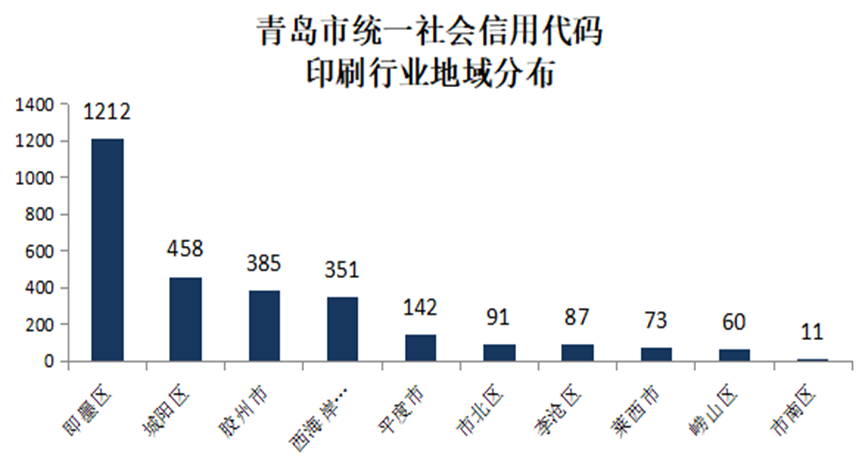 青岛市统一社会信用代码
印刷行业地域分布
1400
1200
1000
800
600
400
200
0
1212
458
385
351
142
91
87
73
60
11
即墨区
城阳区
胶州市
西海岸…
平度市
市北区
李沧区
莱西市
崂山区
市南区